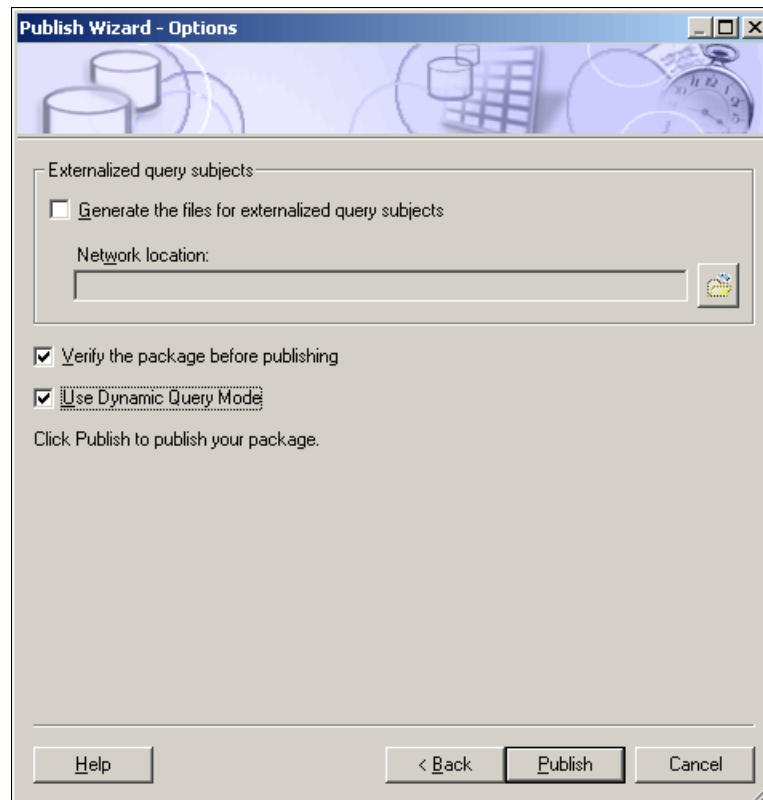 Publish Wizard - Options
Externalized query subjects
Generate the files for externalized query subjects
Network location:
Verify the package before publishing
Use Dynamic Query Mode
Click Publish to publish your package.
Help
< Back
Publish
Cancel